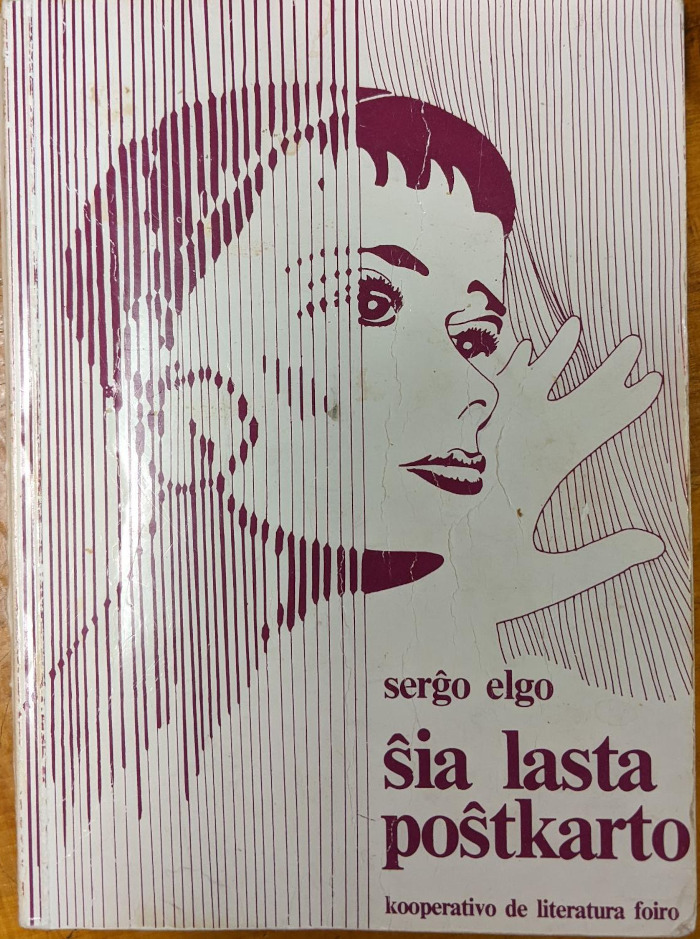 serĝo elgo
ŝia lasta
poŝtkarto
kooperativo de literatura foiro